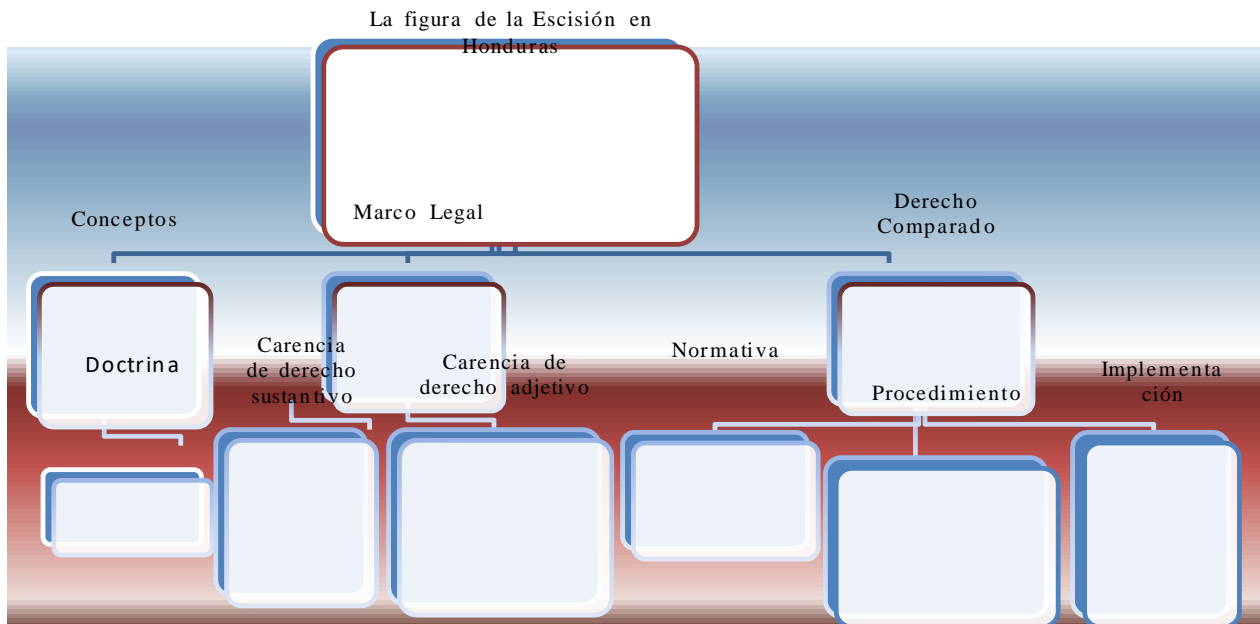 La figura de la Escisión en
Honduras
Conceptos
Marco Legal
Derecho
Comparado
Doctrina
Carencia
de derecho
sustantivo
Carencia de
derecho adjetivo
Normativa
Procedimiento
Implementa
ción